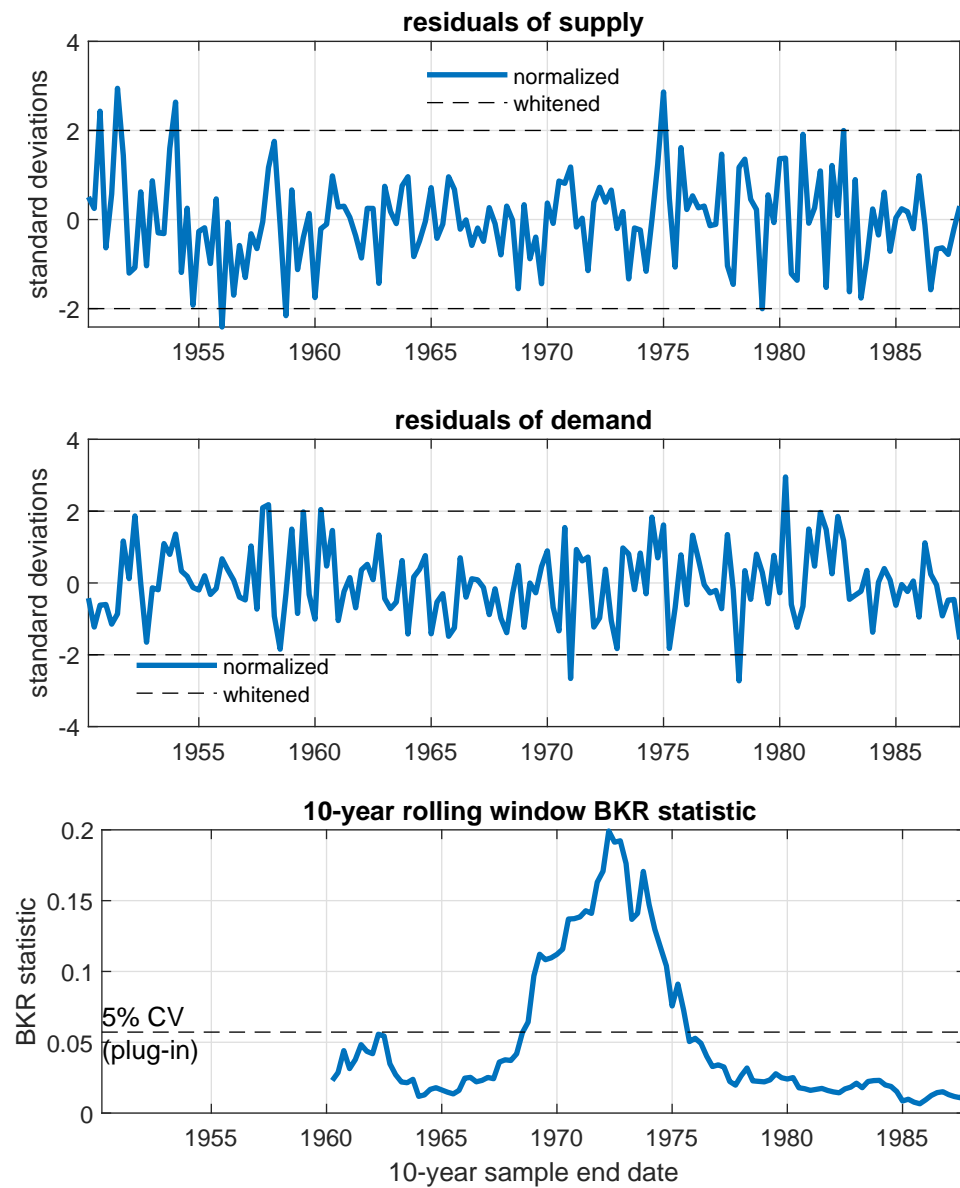 residuals of supply
4
2
0
-2
standard deviations
normalized
whitened
1955 1960 1965 1970 1975 1980 1985
residuals of demand
4
2
0
-2
-4
standard deviations
normalized
whitened
1955 1960 1965 1970 1975 1980 1985
10-year rolling window BKR statistic
0.2
0.15
0.1
0.05
0
BKR statistic
5% CV
(plug-in)
1955 1960 1965 1970 1975 1980 1985
10-year sample end date